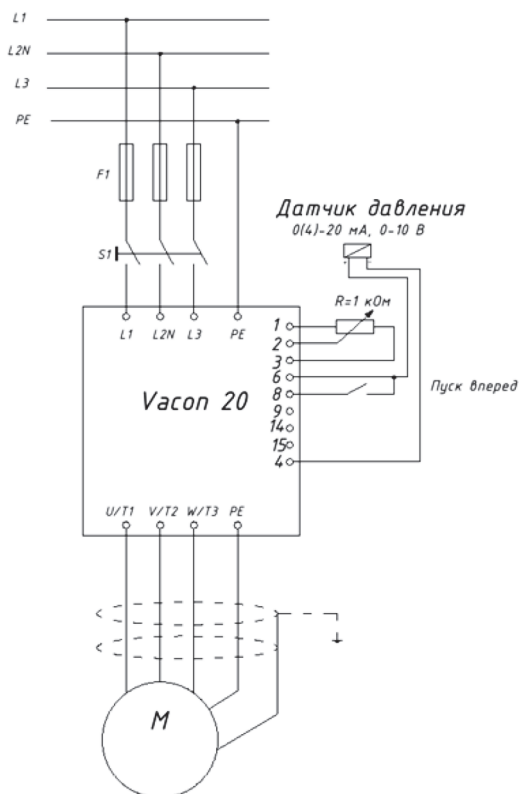 L1
L2N
L3
PE
F1
S1
Датчик давления
0(4)-20 мА, 0-10 В
R=1 кОм
L1 L2N L3 PE
1
2
3
6
8
9
14
15
4
Пуск вперед
Vacon 20
U/T1 V/T2 W/T3 PE
М